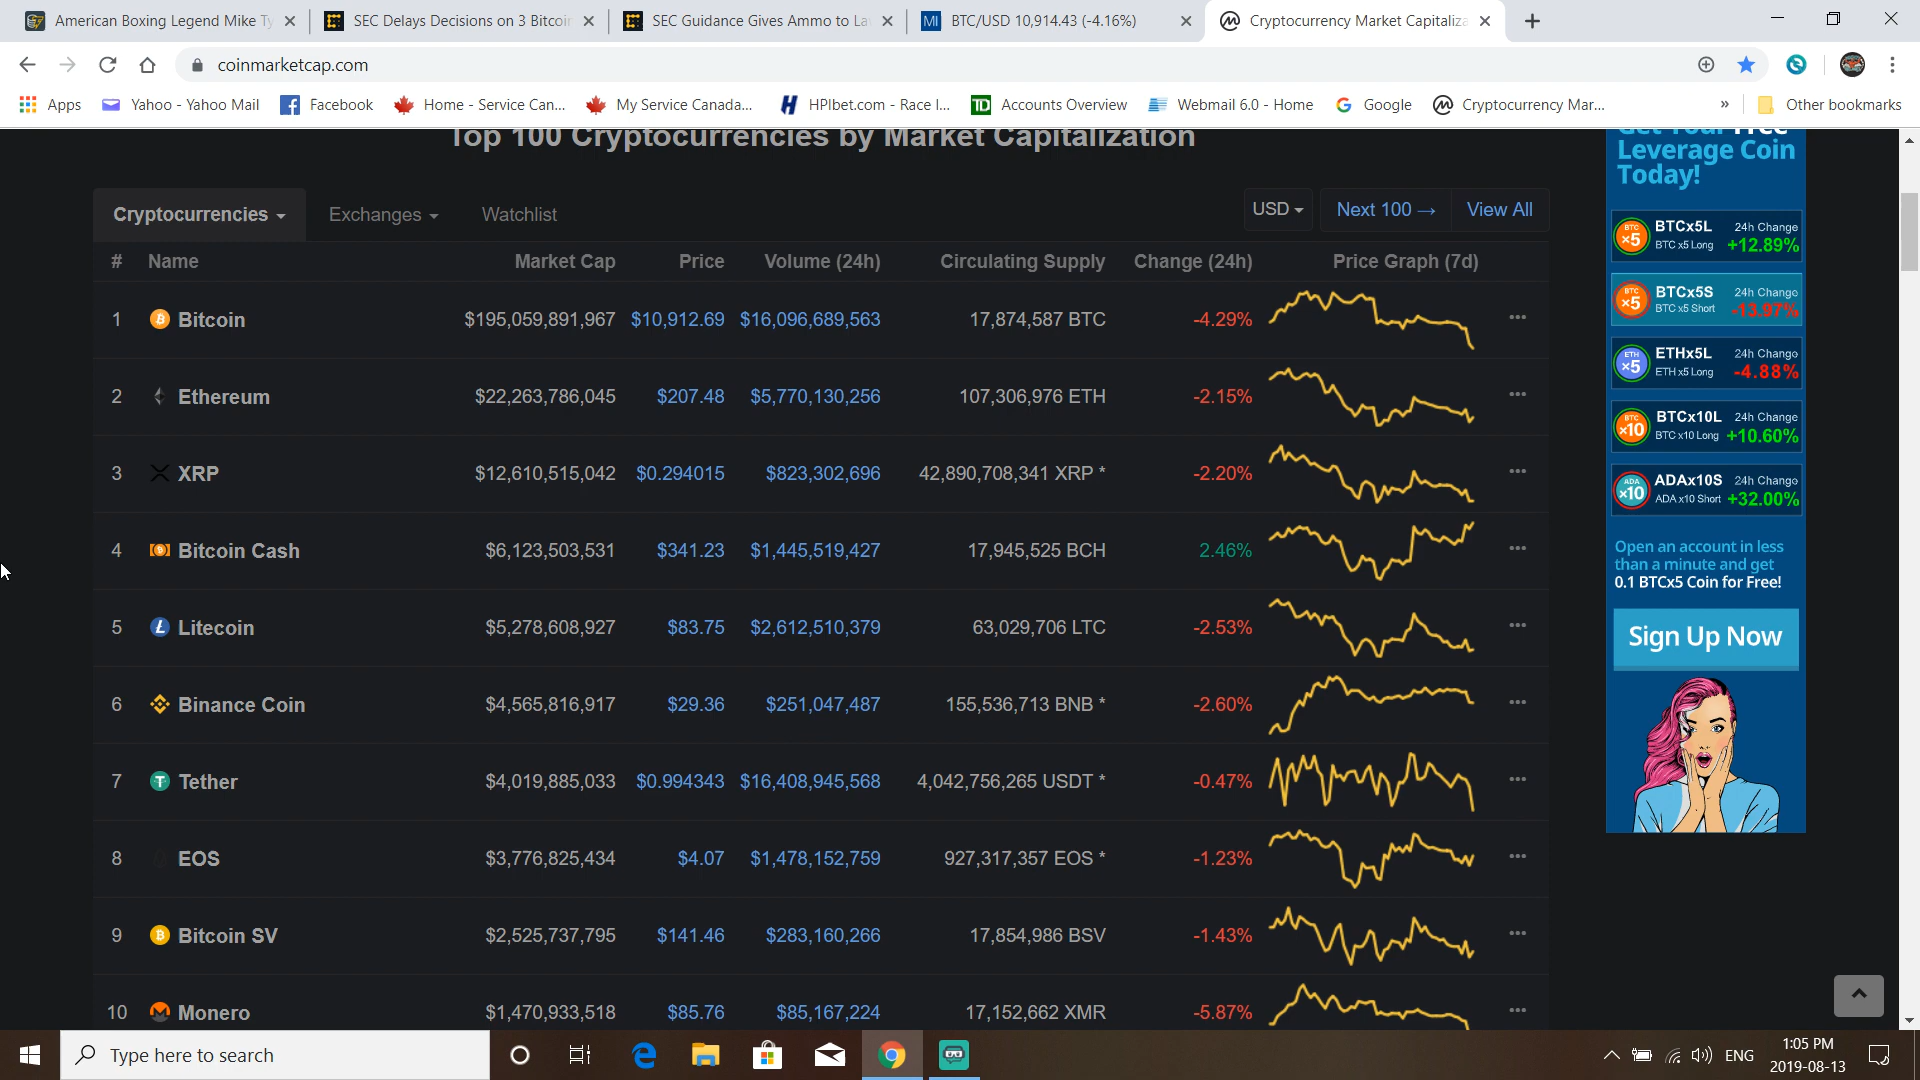 American Boxing Legend Mike Ty
SEC Delays Decisions on 3 Bitcoin
SEC Guidance Gives Ammo to La
MI BTC/USD 10,914.43 (-4.16%)
Cryptocurrency Market Capitaliza
coinmarketcap.com
Apps
Yahoo - Yahoo Mail
Facebook
Home - Service Can...
My Service Canada...
HPIbet.com - Race I...
TD Accounts Overview
Webmail 6.0 - Home
Google
Cryptocurrency Mar...
»
Other bookmarks
Top 100 Cryptocurrencies by Market Capitalization
Cryptocurrencies Exchanges Watchlist USD Next 100 → View All
# Name Market Cap Price Volume (24h) Circulating Supply Change (24h) Price Graph (7d)
1 Bitcoin $195,059,891,967 $10,912.69 $16,096,689,563 17,874,587 BTC -4.29%
2 Ethereum $22,263,786,045 $207.48 $5,770,130,256 107,306,976 ETH -2.15%
3 XRP $12,610,515,042 $0.294015 $823,302,696 42,890,708,341 XRP * -2.20%
4 Bitcoin Cash $6,123,503,531 $341.23 $1,445,519,427 17,945,525 BCH 2.46%
5 Litecoin $5,278,608,927 $83.75 $2,612,510,379 63,029,706 LTC -2.53%
6 Binance Coin $4,565,816,917 $29.36 $251,047,487 155,536,713 BNB * -2.60%
7 Tether $4,019,885,033 $0.994343 $16,408,945,568 4,042,756,265 USDT * -0.47%
8 EOS $3,776,825,434 $4.07 $1,478,152,759 927,317,357 EOS * -1.23%
9 Bitcoin SV $2,525,737,795 $141.46 $283,160,266 17,854,986 BSV -1.43%
10 Monero $1,470,933,518 $85.76 $85,167,224 17,152,662 XMR -5.87%
Get Your Free
Leverage Coin
Today!
BTC x5 BTCx5L 24h Change
BTC x5 Long +12.89%
BTC x5 BTCx5S 24h Change
BTC x5 Short -13.97%
ETH x5 ETHx5L 24h Change
ETH x5 Long -4.88%
BTC x10 BTCx10L 24h Change
BTC x10 Long +10.60%
ADA x10 ADAx10S 24h Change
ADA x10 Short +32.00%
Open an account in less
than a minute and get
0.1 BTCx5 Coin for Free!
Sign Up Now
Type here to search
ENG
1:05 PM
2019-08-13